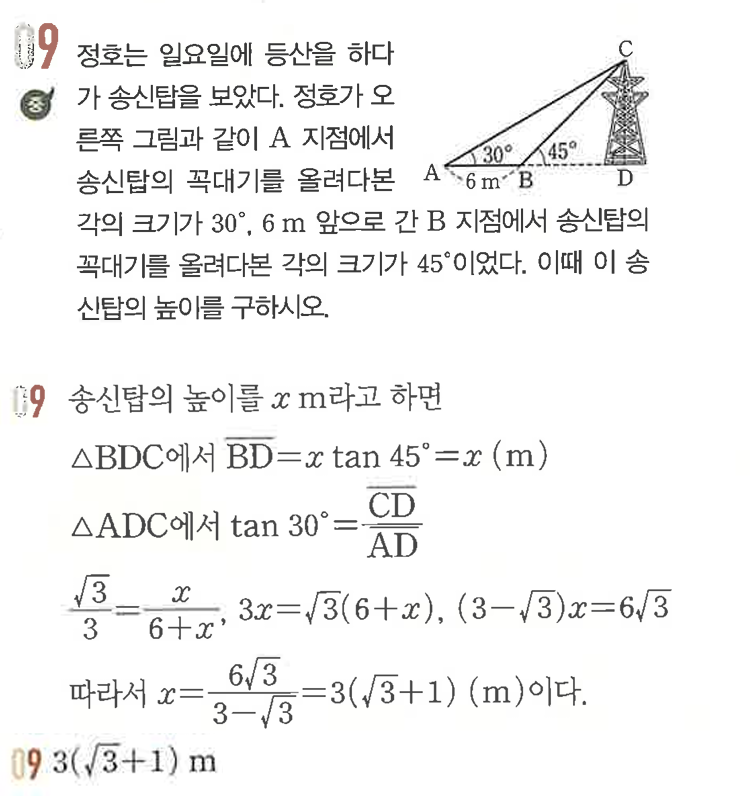 09
정호는 일요일에 등산을 하다
가 송신탑을 보았다. 정호가 오
중
른쪽 그림과 같이 A 지점에서
송신탑의 꼭대기를 올려다본
각의 크기가 30°, 6 m 앞으로 간 B 지점에서 송신탑의
꼭대기를 올려다본 각의 크기가 45°이었다. 이때 이 송
신탑의 높이를 구하시오.
C
30° 45°
A 6 m B D
09 송신탑의 높이를 x m라고 하면
△BDC에서 \overline{BD}=x tan 45°=x (m)
△ADC에서 tan 30°=\frac{\overline{CD}}{\overline{AD}}
\frac{√3}{3}=\frac{x}{6+x}, 3x=√3(6+x), (3-√3)x=6√3
따라서 x=\frac{6√3}{3-√3}=3(√3+1) (m)이다.
09 3(√3+1) m